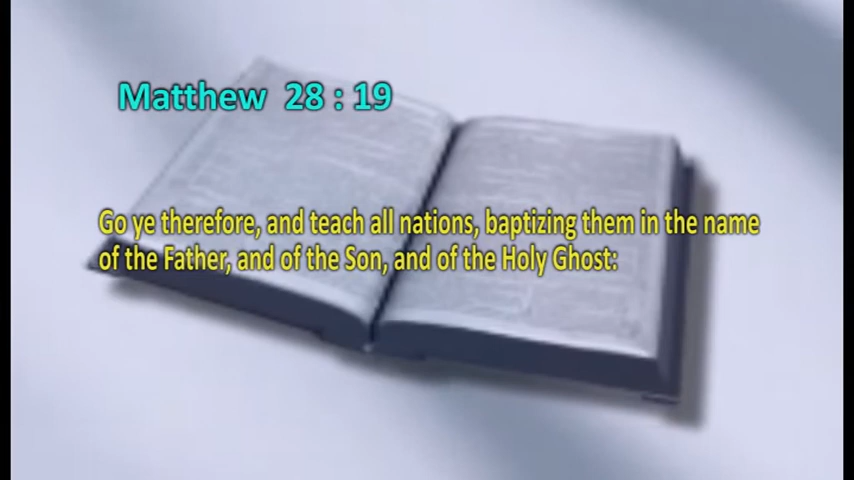 Matthew 28 : 19
Go ye therefore, and teach all nations, baptizing them in the name
of the Father, and of the Son, and of the Holy Ghost: